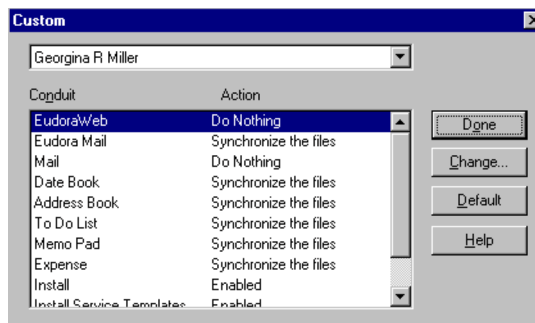 Custom
Georgina R Miller
Conduit Action
EudoraWeb Do Nothing
Eudora Mail Synchronize the files
Mail Do Nothing
Date Book Synchronize the files
Address Book Synchronize the files
To Do List Synchronize the files
Memo Pad Synchronize the files
Expense Synchronize the files
Install Enabled
Install Service Templates Enabled
Done
Change...
Default
Help